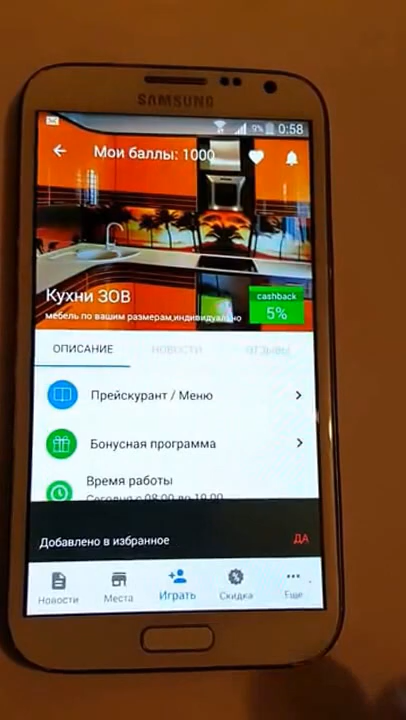 SAMSUNG
9% 0:58
Мои баллы: 1000
Кухни ЗОВ
мебель по вашим размерам,индивидуально
cashback
5%
ОПИСАНИЕ НОВОСТИ ОТЗЫВЫ
Прейскурант / Меню
Бонусная программа
Время работы
Сегодня с 08.00 до 19.00
Добавлено в избранное ДА
Новости Места Играть Скидка Еще